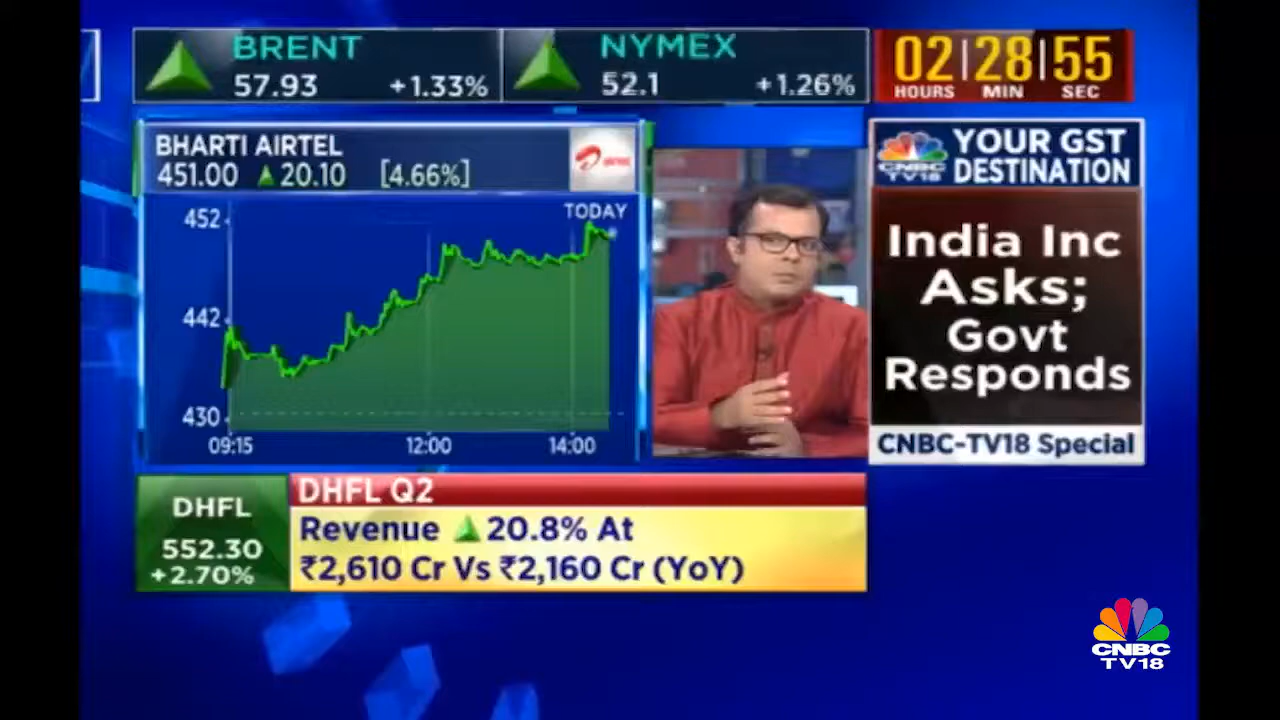 BRENT
57.93 +1.33%
NYMEX
52.1 +1.26%
02 28 55
HOURS MIN SEC
BHARTI AIRTEL
451.00 20.10 [4.66%]
airtel
TODAY
452
442
430
09:15 12:00 14:00
CNBC
TV18
YOUR GST
DESTINATION
India Inc
Asks;
Govt
Responds
CNBC-TV18 Special
DHFL
552.30
+2.70%
DHFL Q2
Revenue 20.8% At
₹2,610 Cr Vs ₹2,160 Cr (YoY)
CNBC
TV18